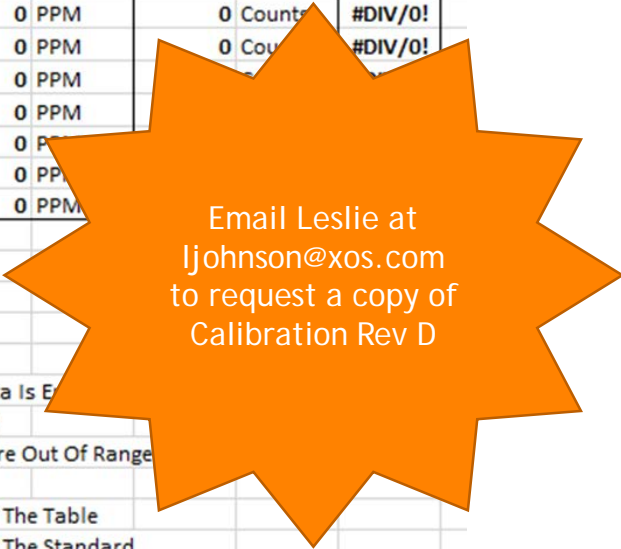 0 PPM 0 Counts #DIV/0!
0 PPM 0 #DIV/0!
0 PPM
0 PPM
0
0
0 PPM
Email Leslie at
ljohnson@xos.com
to request a copy of
Calibration Rev D
a Is
re Out Of Range
The Table
The Standard